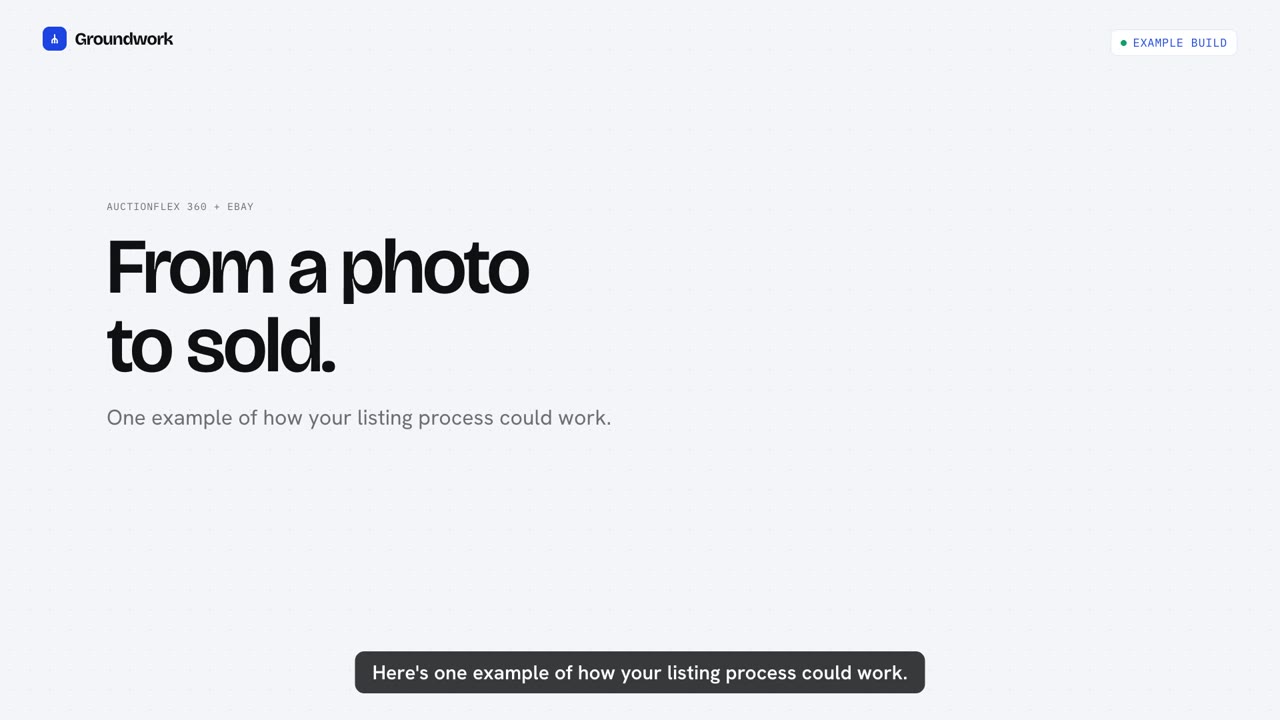 Groundwork
EXAMPLE BUILD
AUCTIONFLEX 360 + EBAY
From a photo
to sold.
One example of how your listing process could work.
Here's one example of how your listing process could work.